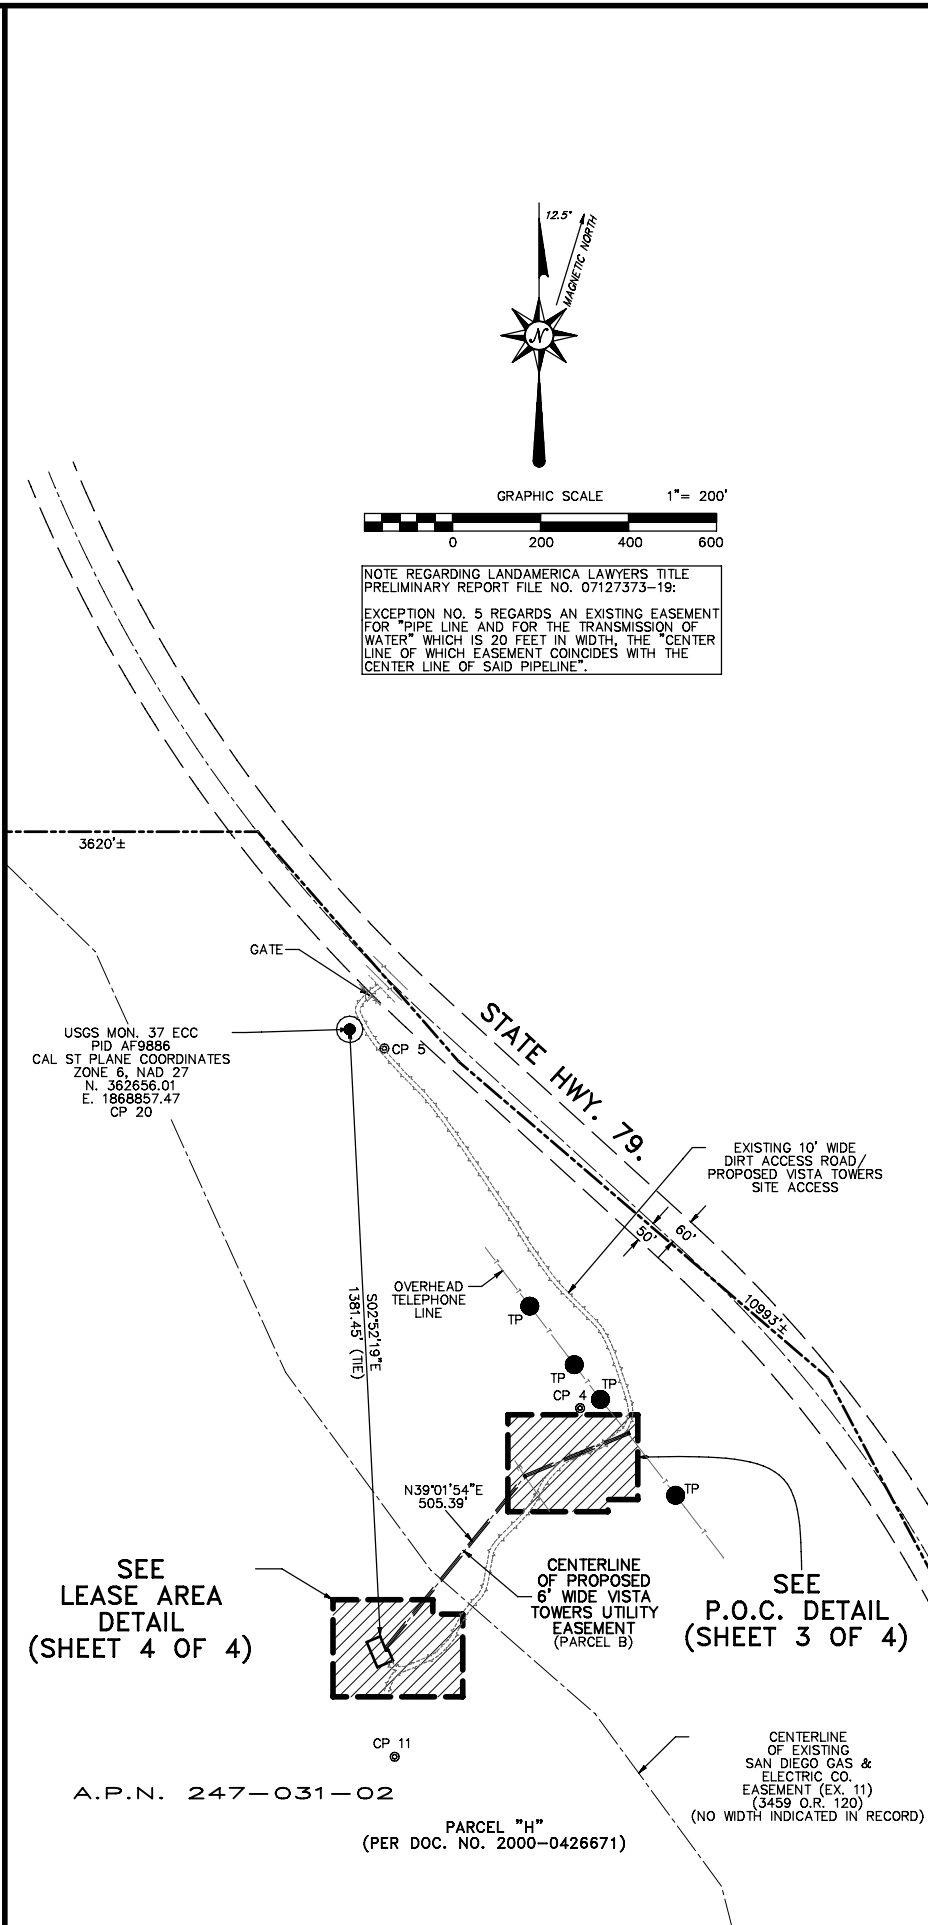 12.5°
MAGNETIC NORTH
N
GRAPHIC SCALE 1"= 200'
0 200 400 600
NOTE REGARDING LANDAMERICA LAWYERS TITLE
PRELIMINARY REPORT FILE NO. 07127373-19:
EXCEPTION NO. 5 REGARDS AN EXISTING EASEMENT
FOR "PIPE LINE AND FOR THE TRANSMISSION OF
WATER" WHICH IS 20 FEET IN WIDTH, THE "CENTER
LINE OF WHICH EASEMENT COINCIDES WITH THE
CENTER LINE OF SAID PIPELINE".
3620'±
GATE
STATE HWY. 79.
USGS MON. 37 ECC
PID AF9886
CAL ST PLANE COORDINATES
ZONE 6, NAD 27
N. 362656.01
E. 1868857.47
CP 20
CP 5
EXISTING 10' WIDE
DIRT ACCESS ROAD/
PROPOSED VISTA TOWERS
SITE ACCESS
50'
60'
10993'±
OVERHEAD
TELEPHONE
LINE
S02°52'19"E
1381.45' (TIE)
TP
TP
TP
CP 4
TP
N39°01'54"E
505.39'
SEE
LEASE AREA
DETAIL
(SHEET 4 OF 4)
CENTERLINE
OF PROPOSED
6' WIDE VISTA
TOWERS UTILITY
EASEMENT
(PARCEL B)
SEE
P.O.C. DETAIL
(SHEET 3 OF 4)
CP 11
A.P.N. 247-031-02
PARCEL "H"
(PER DOC. NO. 2000-0426671)
CENTERLINE
OF EXISTING
SAN DIEGO GAS &
ELECTRIC CO.
EASEMENT (EX. 11)
(3459 O.R. 120)
(NO WIDTH INDICATED IN RECORD)